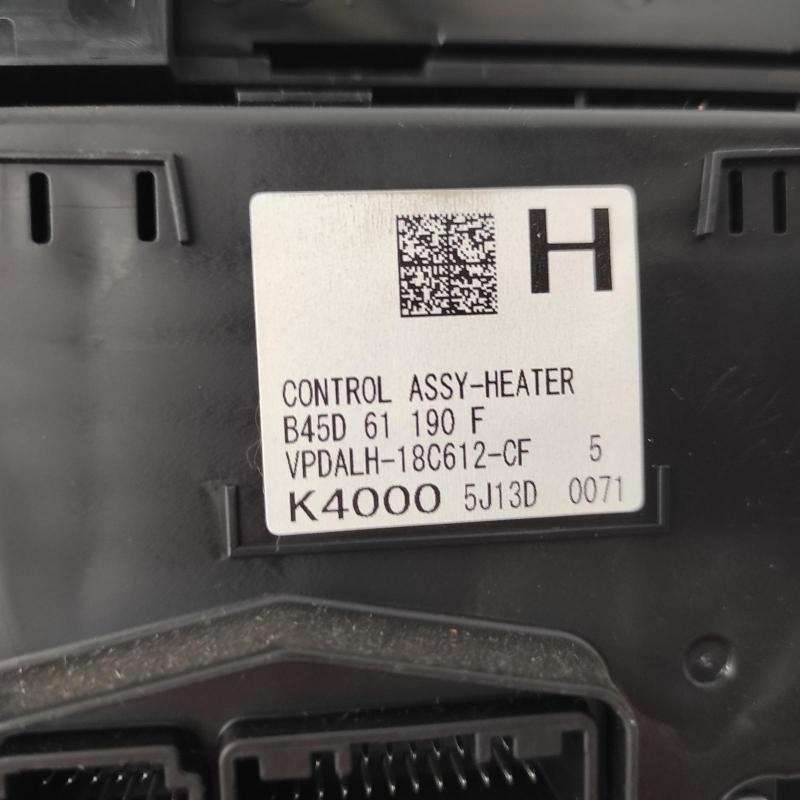 H
CONTROL ASSY-HEATER
B45D 61 190 F
VPDALH-18C612-CF 5
K4000 5J13D 0071